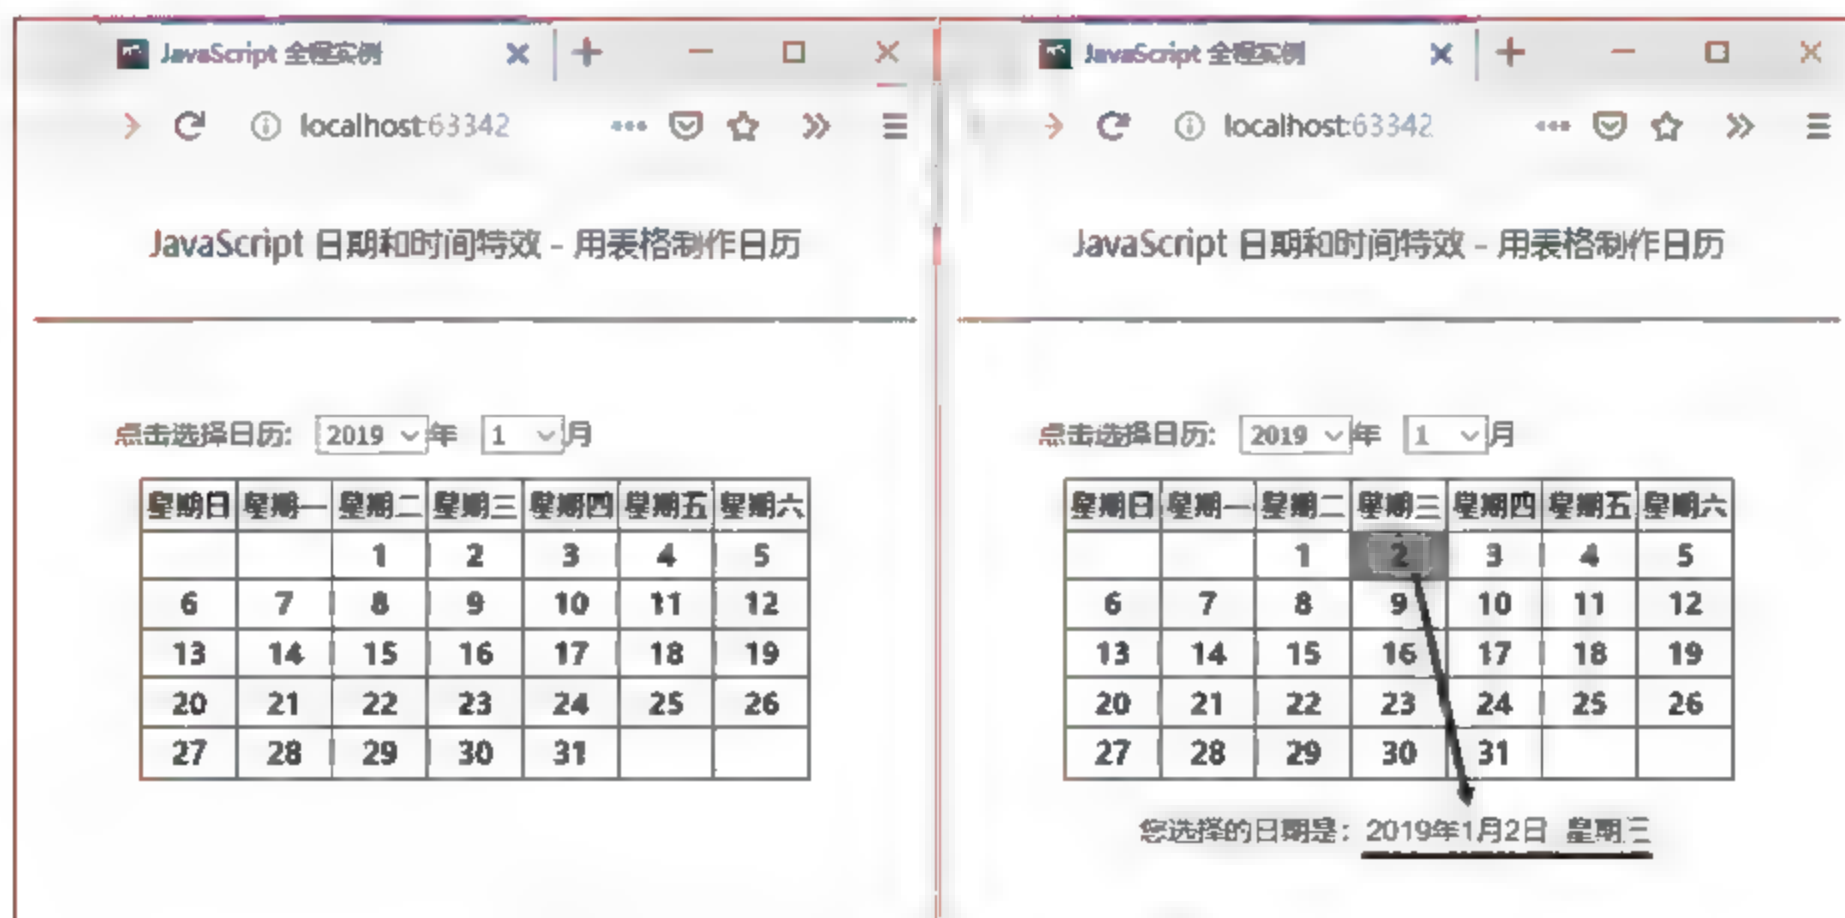 JavaScript 全程实例
localhost:63342
JavaScript 日期和时间特效 - 用表格制作日历
点击选择日历: 2019 年 1 月
星期日 星期一 星期二 星期三 星期四 星期五 星期六
1 2 3 4 5
6 7 8 9 10 11 12
13 14 15 16 17 18 19
20 21 22 23 24 25 26
27 28 29 30 31
JavaScript 全程实例
localhost:63342
JavaScript 日期和时间特效 - 用表格制作日历
点击选择日历: 2019 年 1 月
星期日 星期一 星期二 星期三 星期四 星期五 星期六
1 2 3 4 5
6 7 8 9 10 11 12
13 14 15 16 17 18 19
20 21 22 23 24 25 26
27 28 29 30 31
您选择的日期是: 2019年1月2日 星期三